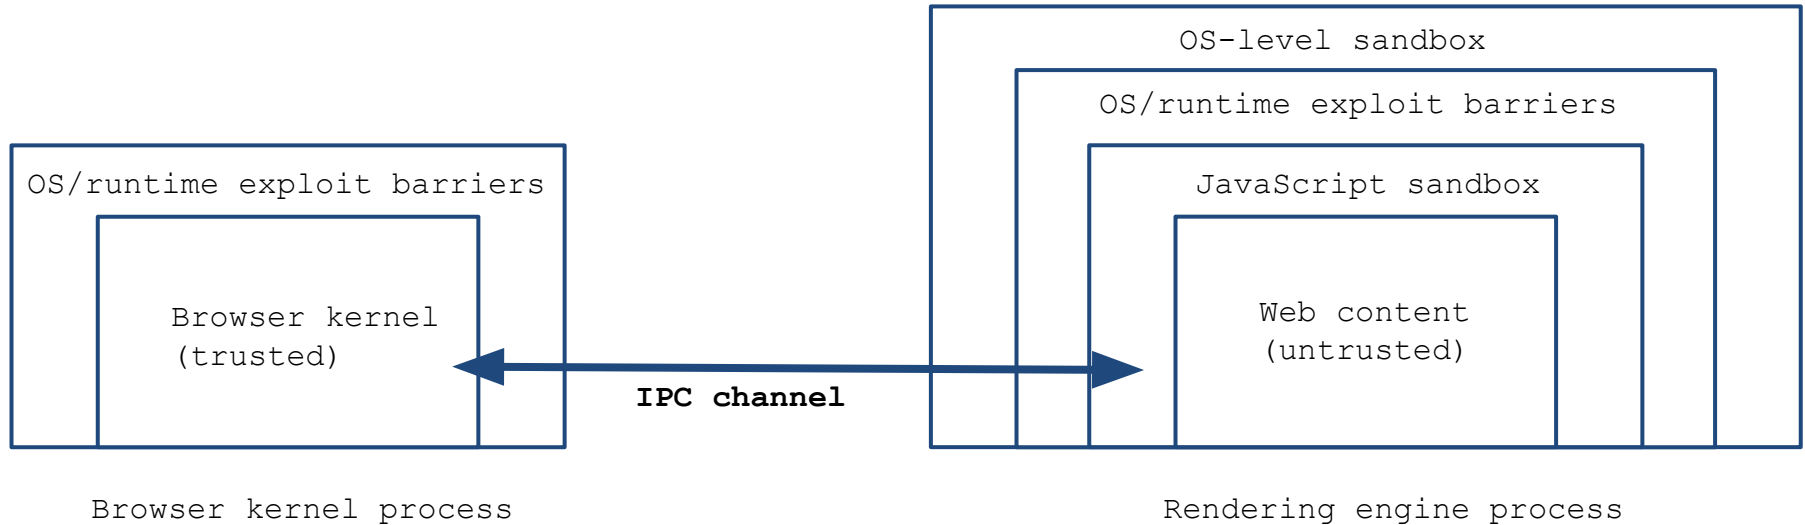 OS-level sandbox
OS/runtime exploit barriers
OS/runtime exploit barriers
JavaScript sandbox
Browser kernel
(trusted)
Web content
(untrusted)
IPC channel
Browser kernel process
Rendering engine process